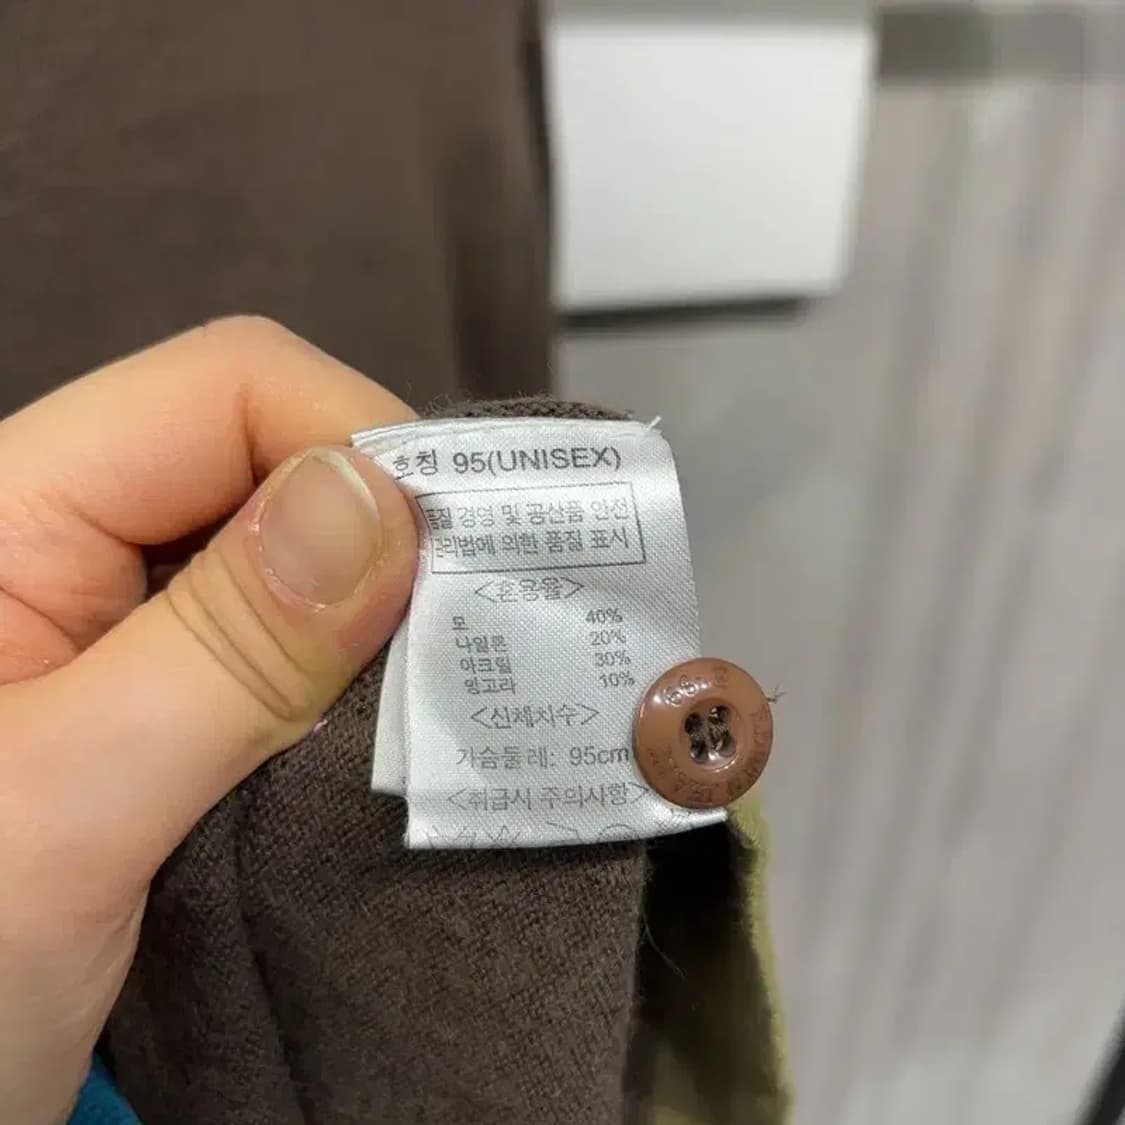 호칭 95(UNISEX)
품질 경영 및 공산품 안전
관리법에 의한 품질 표시
<혼용율>
모 40%
나일론 20%
아크릴 30%
앙고라 10%
<신체치수>
가슴둘레: 95cm
<취급시 주의사항>